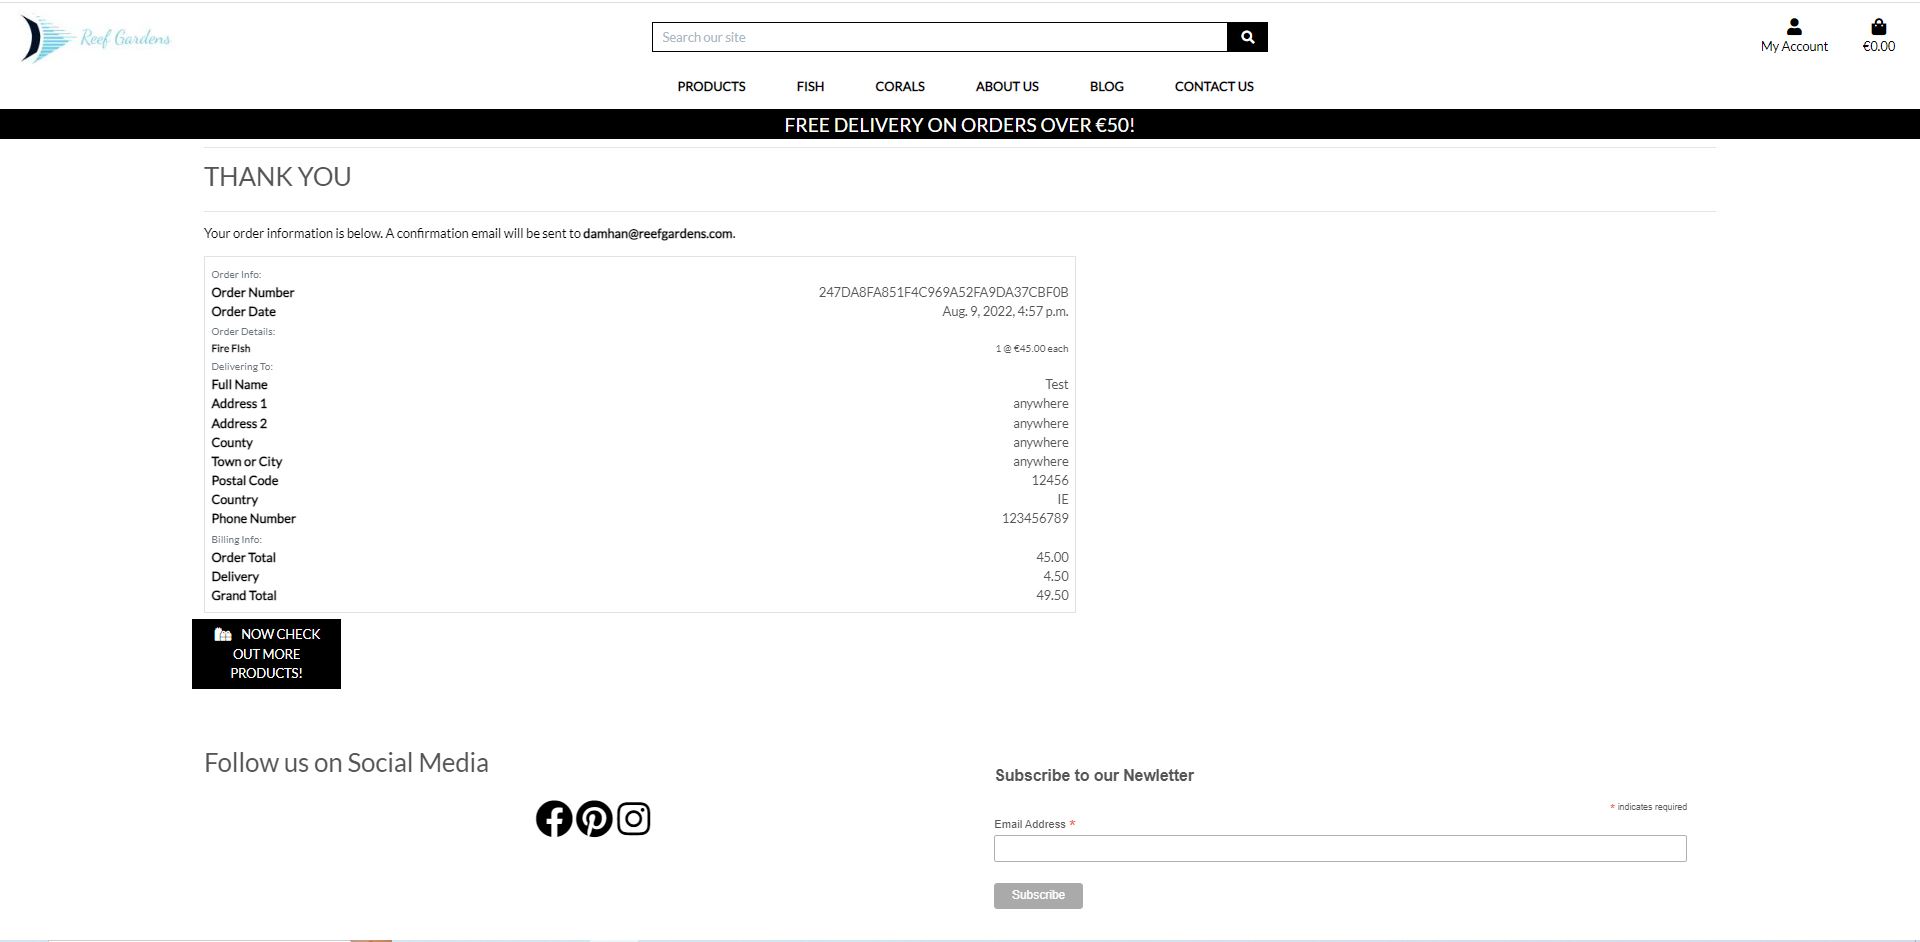 Reef Gardens
Search our site
My Account
€0.00
PRODUCTS FISH CORALS ABOUT US BLOG CONTACT US
FREE DELIVERY ON ORDERS OVER €50!
THANK YOU
Your order information is below. A confirmation email will be sent to damhan@reefgardens.com.
Order Info:
Order Number 247DA8FA851F4C969A52FA9DA37CBF0B
Order Date Aug. 9, 2022, 4:57 p.m.
Order Details:
Fire FIsh 1 @ €45.00 each
Delivering To:
Full Name Test
Address 1 anywhere
Address 2 anywhere
County anywhere
Town or City anywhere
Postal Code 12456
Country IE
Phone Number 123456789
Billing Info:
Order Total 45.00
Delivery 4.50
Grand Total 49.50
NOW CHECK
OUT MORE
PRODUCTS!
Follow us on Social Media
Subscribe to our Newletter
* indicates required
Email Address *
Subscribe